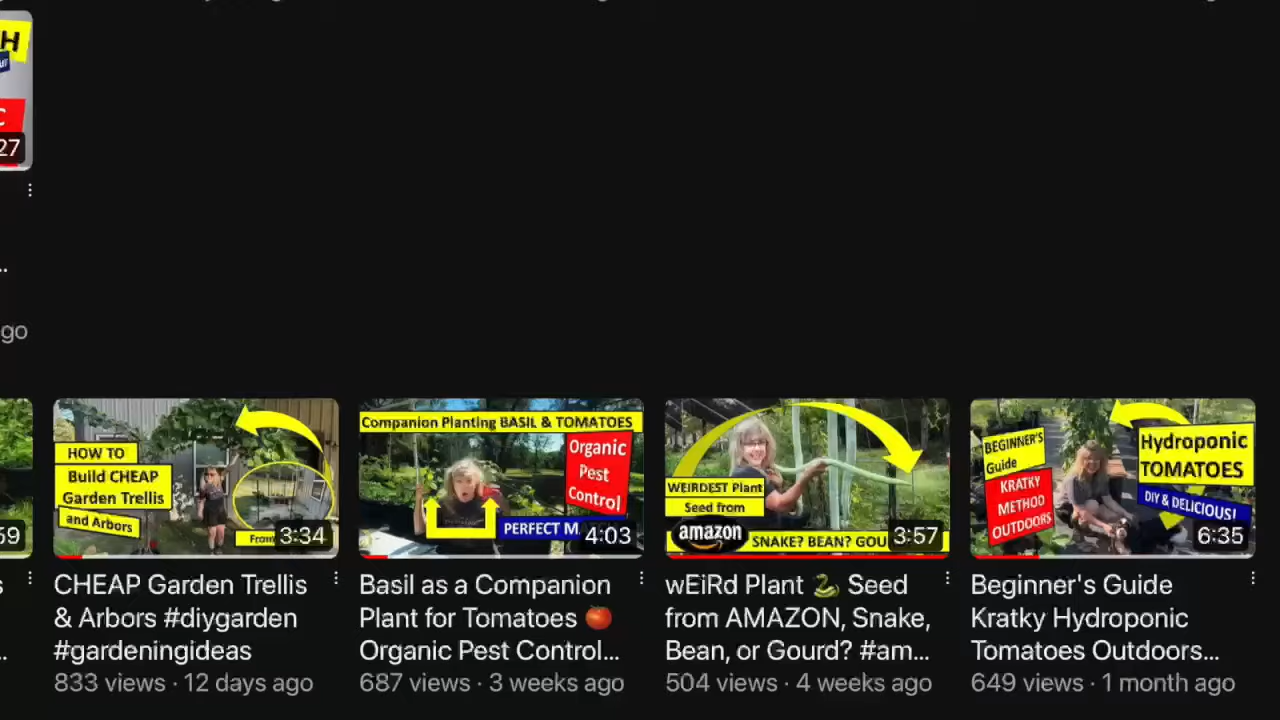 H
C
27
..
go
59
HOW TO
Build CHEAP
Garden Trellis
and Arbors
From
3:34
Companion Planting BASIL & TOMATOES
Organic
Pest
Control
PERFECT M
4:03
WEIRDEST Plant
Seed from
amazon
SNAKE? BEAN? GOU
3:57
BEGINNER'S
Guide
KRATKY
METHOD
OUTDOORS
Hydroponic
TOMATOES
DIY & DELICIOUS!
6:35
s
..
CHEAP Garden Trellis
& Arbors #diygarden
#gardeningideas
833 views · 12 days ago
Basil as a Companion
Plant for Tomatoes 🍅
Organic Pest Control...
687 views · 3 weeks ago
wEiRd Plant 🐍 Seed
from AMAZON, Snake,
Bean, or Gourd? #am...
504 views · 4 weeks ago
Beginner's Guide
Kratky Hydroponic
Tomatoes Outdoors...
649 views · 1 month ago